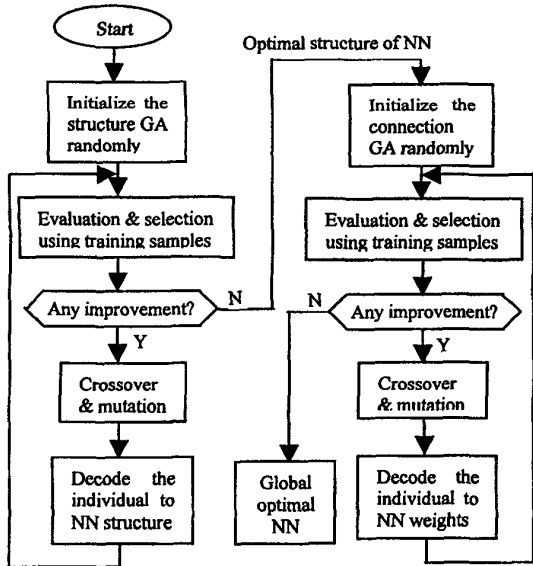 Start
Optimal structure of NN
Initialize the
structure GA
randomly
Evaluation & selection
using training samples
Any improvement?
N
Y
Crossover
& mutation
Decode the
individual to
NN structure
Initialize the
connection
GA randomly
Evaluation & selection
using training samples
N
Any improvement?
Y
Crossover
& mutation
Global
optimal
NN
Decode the
individual to
NN weights